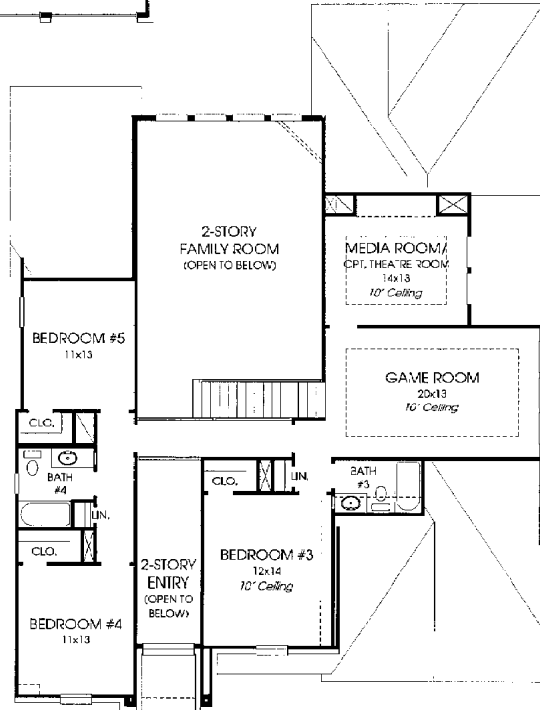 2-STORY
FAMILY ROOM
(OPEN TO BELOW)
MEDIA ROOM/
OPT. THEATRE ROOM
14x13
10' Ceiling
BEDROOM #5
11x13
GAME ROOM
20x13
10' Ceiling
CLO.
BATH
#4
LIN.
CLO.
LIN.
BATH
#3
CLO.
2-STORY
ENTRY
(OPEN TO
BELOW)
BEDROOM #3
12x14
10' Ceiling
BEDROOM #4
11x13